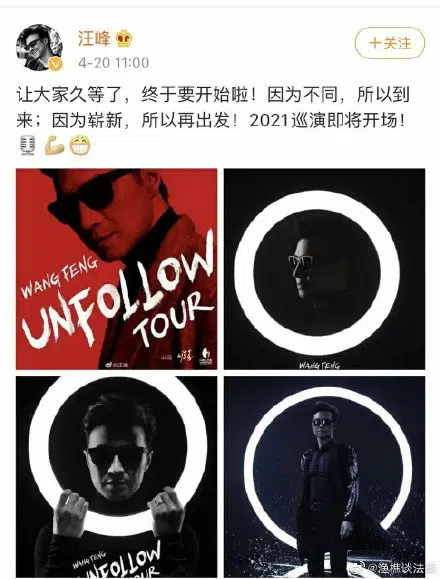 汪峰
4-20 11:00
+关注
让大家久等了，终于要开始啦！因为不同，所以到
来；因为崭新，所以再出发！2021巡演即将开场！
WANG FENG
UNFOLLOW
TOUR
WANG FENG
WANG FENG
UNFOLLOW
TOUR
@渔樵谈法圈